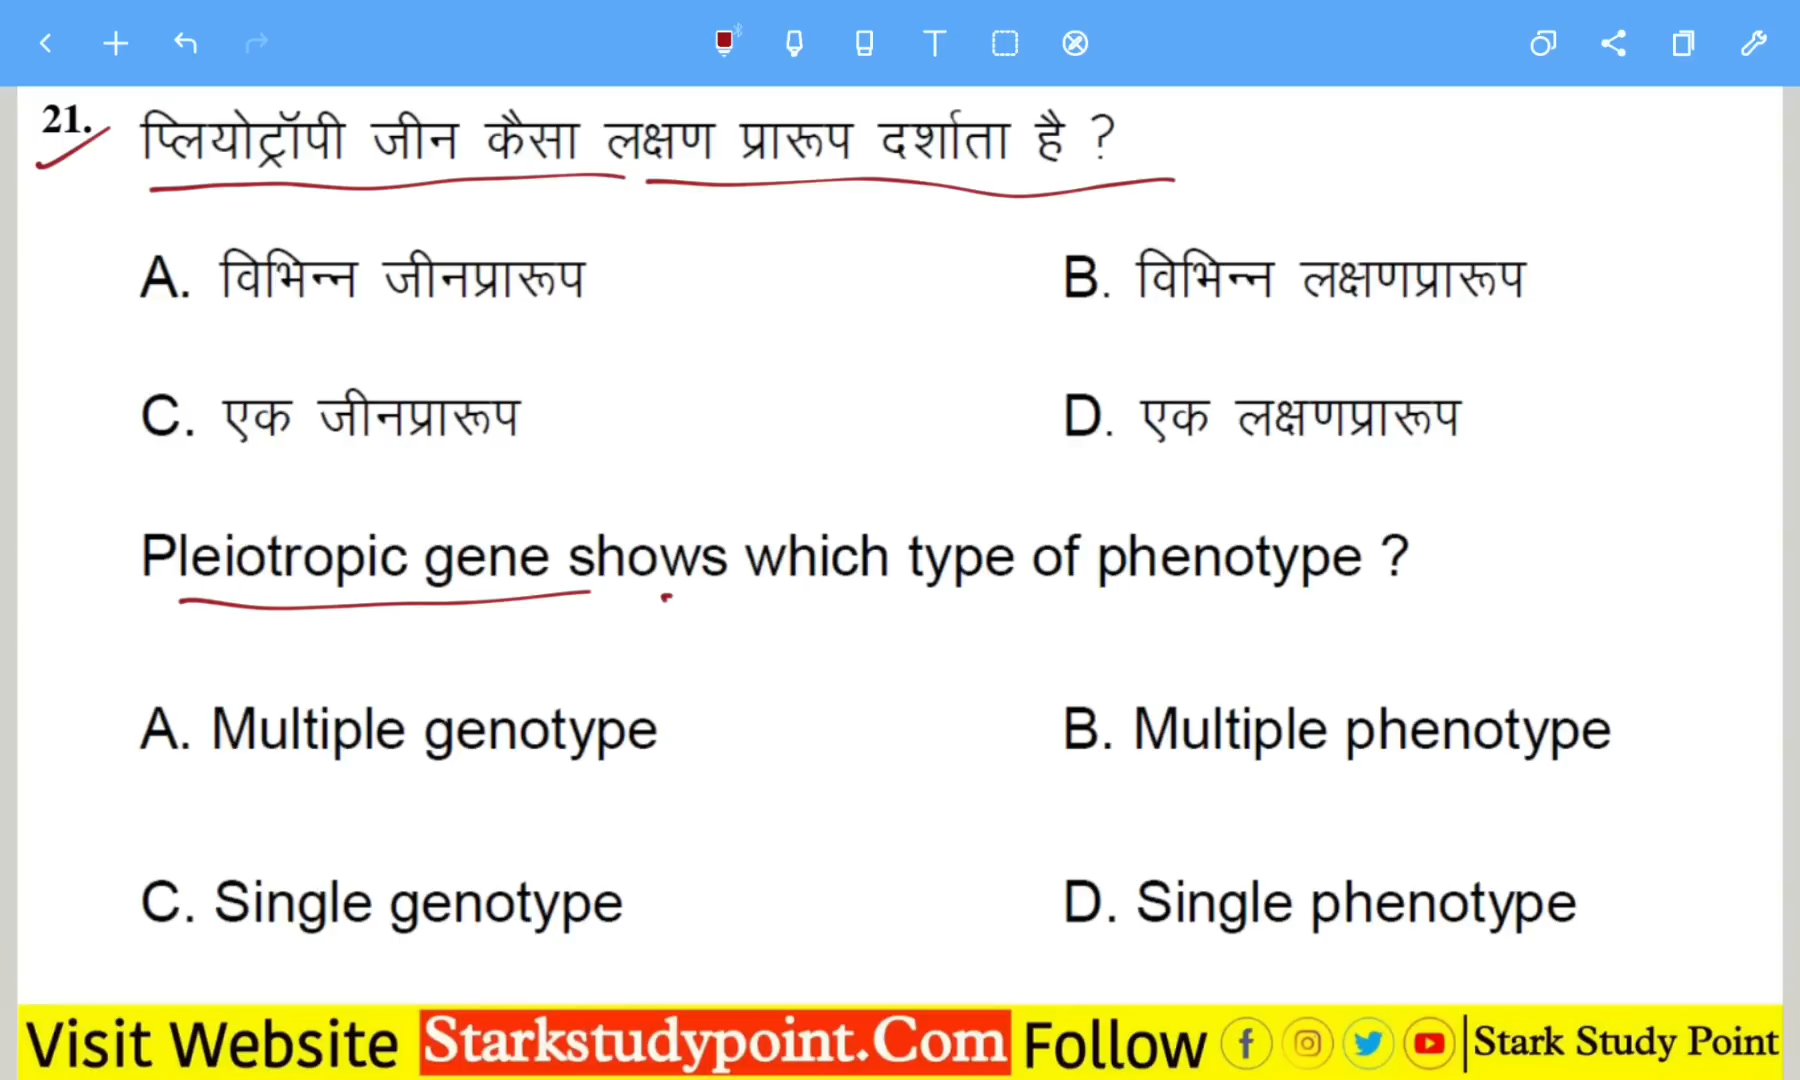 21. प्लियोट्रॉपी जीन कैसा लक्षण प्रारूप दर्शाता है ?
A. विभिन्न जीनप्रारूप B. विभिन्न लक्षणप्रारूप
C. एक जीनप्रारूप D. एक लक्षणप्रारूप
Pleiotropic gene shows which type of phenotype ?
A. Multiple genotype B. Multiple phenotype
C. Single genotype D. Single phenotype
Visit Website Starkstudypoint.Com Follow Stark Study Point